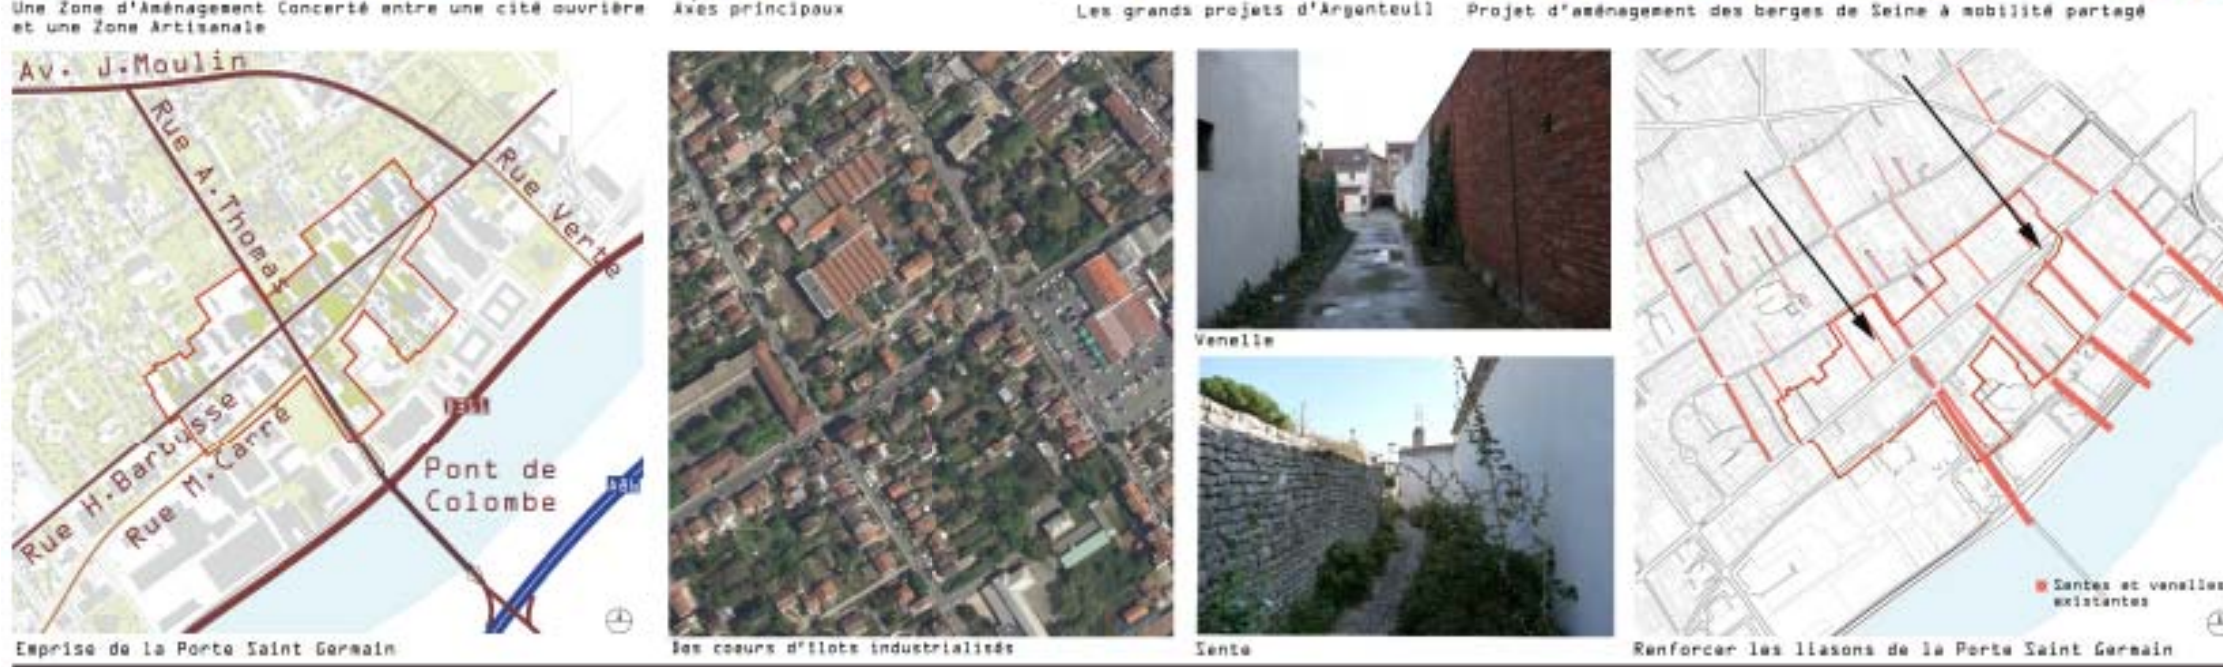 Une Zone d'Aménagement Concerté entre une cité ouvrière
et une Zone Artisanale
Axes principaux
Les grands projets d'Argenteuil
Projet d'aménagement des berges de Seine à mobilité partagé
Av. J.Moulin
Rue A.Thomas
Rue Verte
Rue H.Barbusse
Rue M.Carré
Pont de
Colombe
A86
Emprise de la Porte Saint Germain
Des coeurs d'îlots industrialisés
Venelle
Sente
Sentes et venelles
existantes
Renforcer les liasons de la Porte Saint Germain